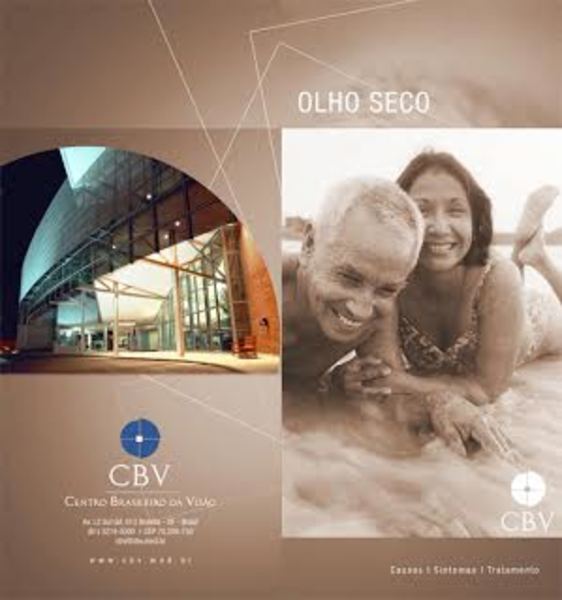 OLHO SECO
CBV
CENTRO BRASILEIRO DA VISÃO
www.cbv.med.br
CBV
Causas | Sintomas | Tratamento